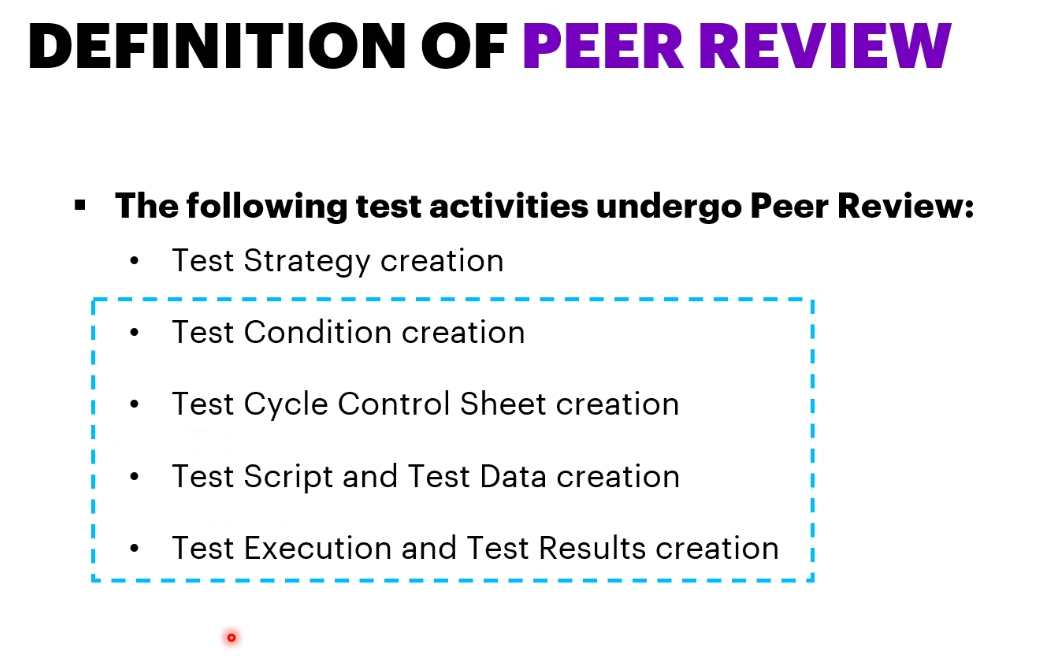 DEFINITION OF PEER REVIEW
▪ The following test activities undergo Peer Review:
• Test Strategy creation
• Test Condition creation
• Test Cycle Control Sheet creation
• Test Script and Test Data creation
• Test Execution and Test Results creation